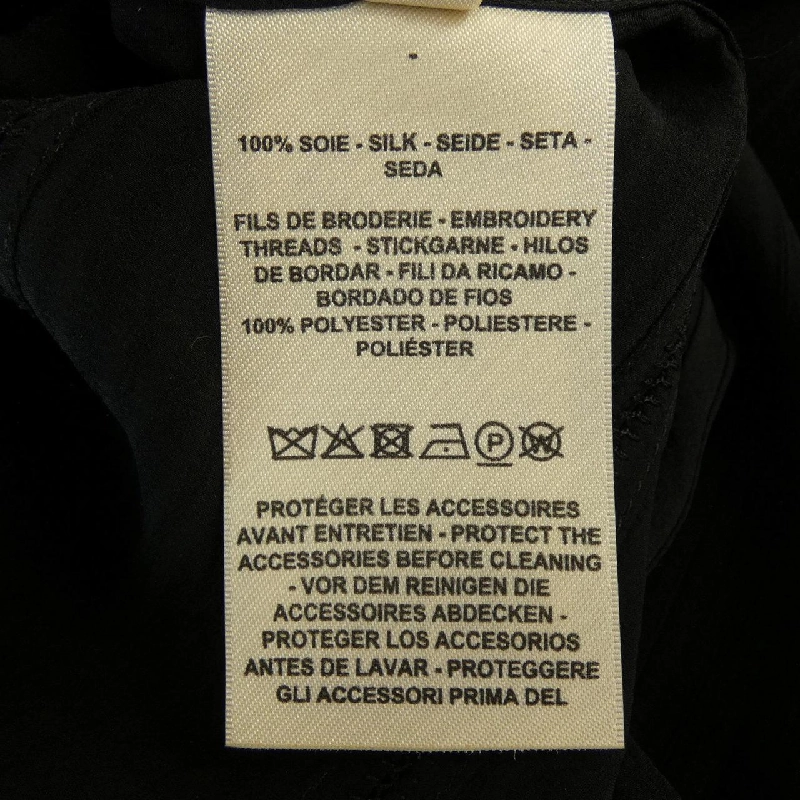 100% SOIE - SILK - SEIDE - SETA -
SEDA
FILS DE BRODERIE - EMBROIDERY
THREADS - STICKGARNE - HILOS
DE BORDAR - FILI DA RICAMO -
BORDADO DE FIOS
100% POLYESTER - POLIESTERE -
POLIÉSTER
P W
PROTÉGER LES ACCESSOIRES
AVANT ENTRETIEN - PROTECT THE
ACCESSORIES BEFORE CLEANING
- VOR DEM REINIGEN DIE
ACCESSOIRES ABDECKEN -
PROTEGER LOS ACCESORIOS
ANTES DE LAVAR - PROTEGGERE
GLI ACCESSORI PRIMA DEL